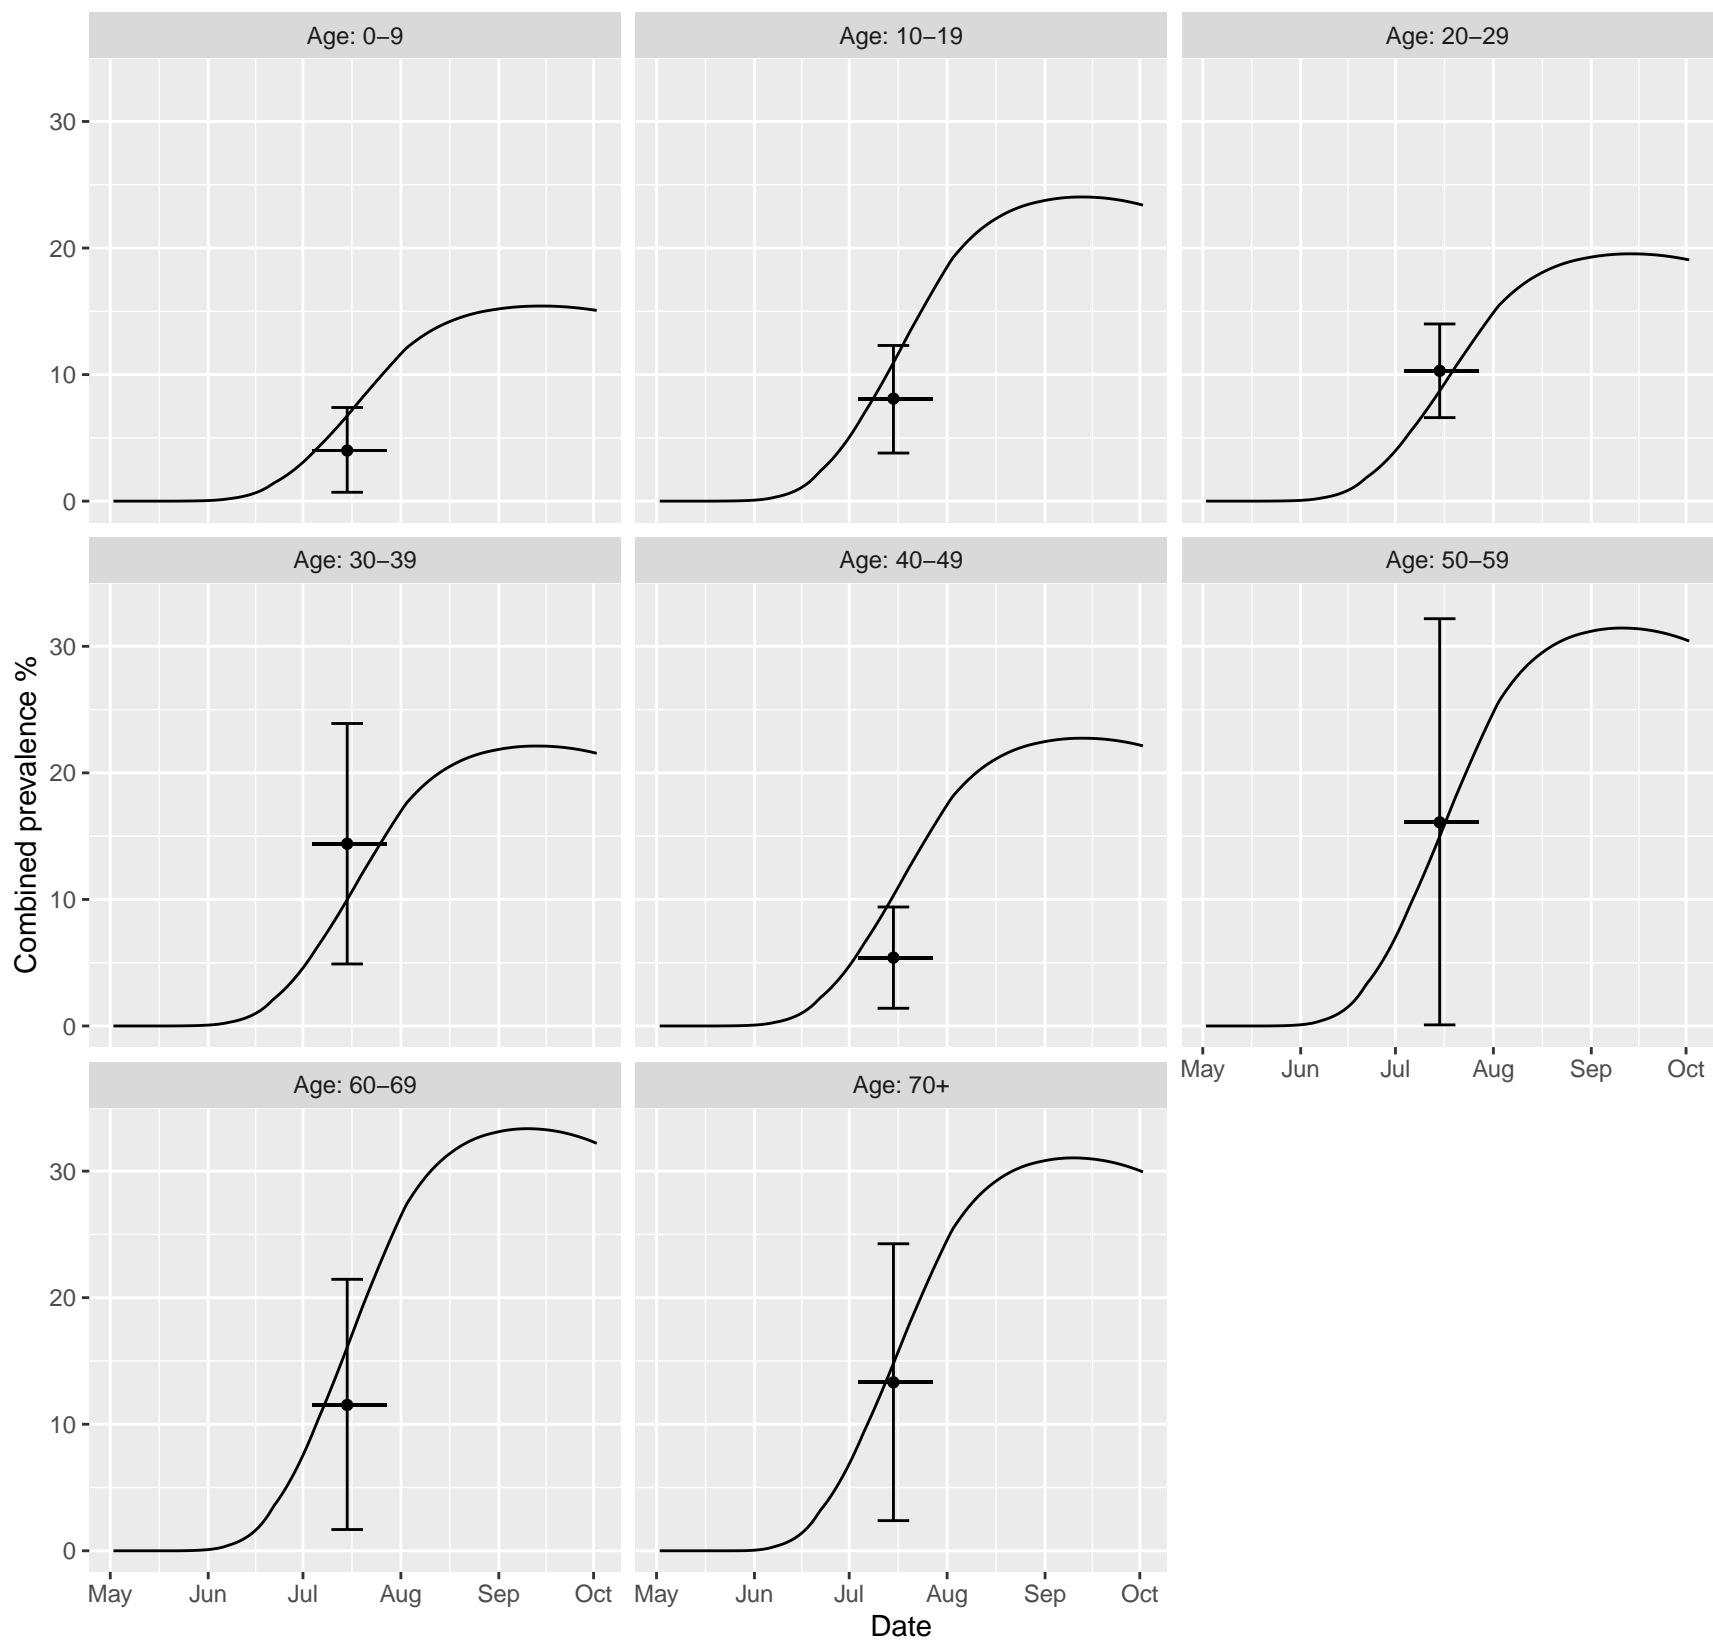 Age: 0–9
Age: 10–19
Age: 20–29
30
20
10
0
Age: 30–39
Age: 40–49
Age: 50–59
Combined prevalence %
30
20
10
0
May Jun Jul Aug Sep Oct
Age: 60–69
Age: 70+
30
20
10
0
May Jun Jul Aug Sep Oct
May Jun Jul Aug Sep Oct
Date